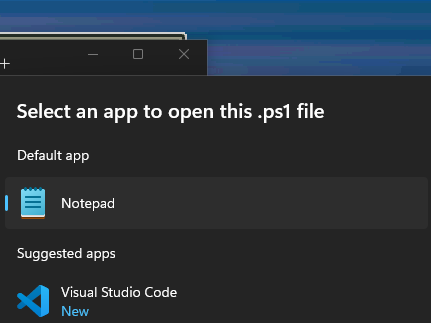 Select an app to open this .ps1 file
Default app
Notepad
Suggested apps
Visual Studio Code
New